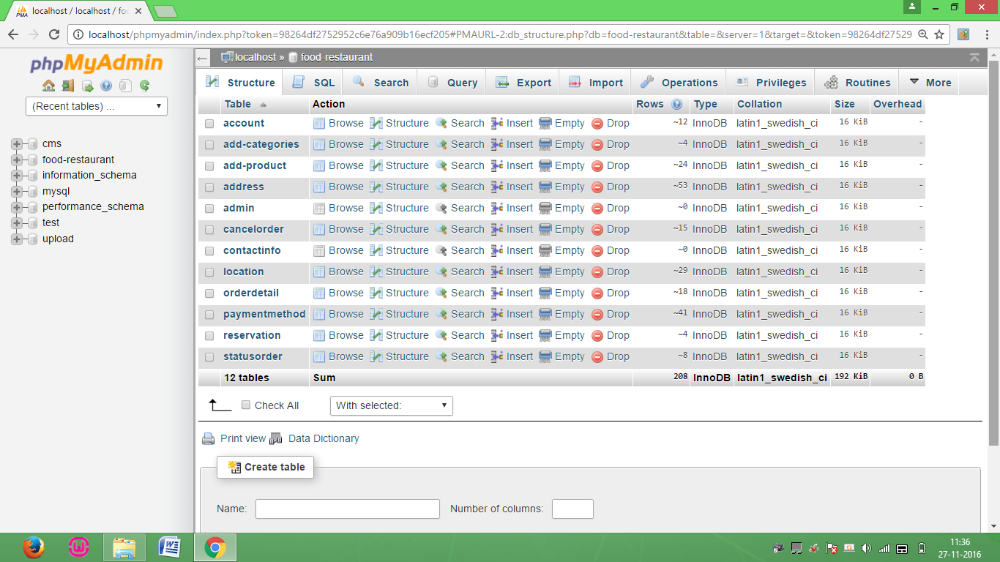 localhost / localhost / foo
localhost/phpmyadmin/index.php?token=98264df2752952c6e76a909b16ecf205#PMAURL-2:db_structure.php?db=food-restaurant&table=&server=1&target=&token=98264df27529
phpMyAdmin
(Recent tables) ...
cms
food-restaurant
information_schema
mysql
performance_schema
test
upload
localhost » food-restaurant
Structure SQL Search Query Export Import Operations Privileges Routines More
Table Action Rows Type Collation Size Overhead
account Browse Structure Search Insert Empty Drop ~12 InnoDB latin1_swedish_ci 16 KiB -
add-categories Browse Structure Search Insert Empty Drop ~4 InnoDB latin1_swedish_ci 16 KiB -
add-product Browse Structure Search Insert Empty Drop ~24 InnoDB latin1_swedish_ci 16 KiB -
address Browse Structure Search Insert Empty Drop ~53 InnoDB latin1_swedish_ci 16 KiB -
admin Browse Structure Search Insert Empty Drop ~0 InnoDB latin1_swedish_ci 16 KiB -
cancelorder Browse Structure Search Insert Empty Drop ~15 InnoDB latin1_swedish_ci 16 KiB -
contactinfo Browse Structure Search Insert Empty Drop ~0 InnoDB latin1_swedish_ci 16 KiB -
location Browse Structure Search Insert Empty Drop ~29 InnoDB latin1_swedish_ci 16 KiB -
orderdetail Browse Structure Search Insert Empty Drop ~18 InnoDB latin1_swedish_ci 16 KiB -
paymentmethod Browse Structure Search Insert Empty Drop ~41 InnoDB latin1_swedish_ci 16 KiB -
reservation Browse Structure Search Insert Empty Drop ~4 InnoDB latin1_swedish_ci 16 KiB -
statusorder Browse Structure Search Insert Empty Drop ~8 InnoDB latin1_swedish_ci 16 KiB -
12 tables Sum 208 InnoDB latin1_swedish_ci 192 KiB 0 B
Check All With selected:
Print view Data Dictionary
Create table
Name: Number of columns:
11:36
27-11-2016